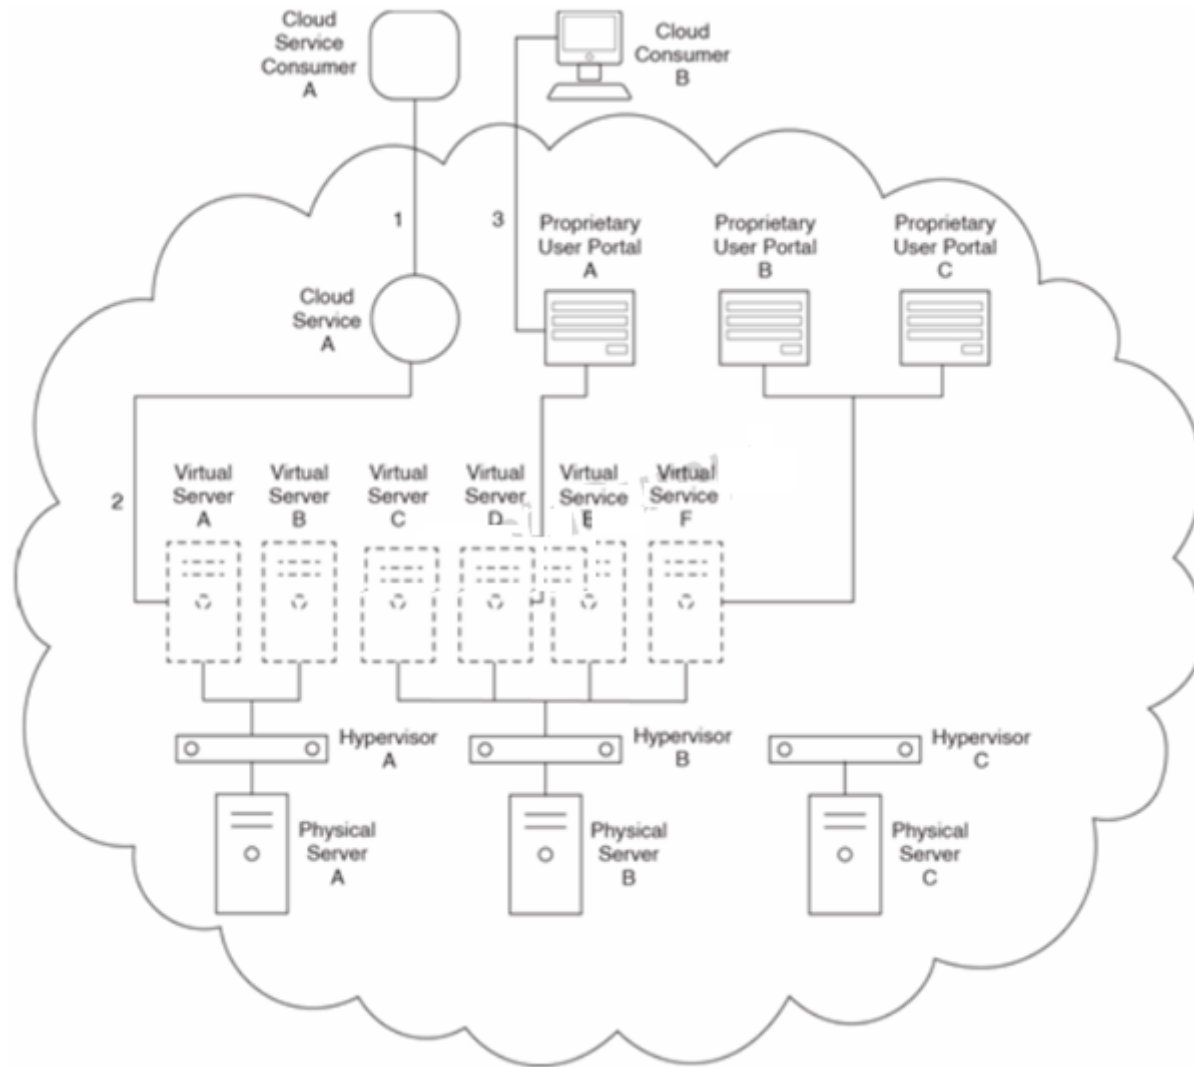 Cloud
Service
Consumer
A
Cloud
Consumer
B
1
3
Proprietary
User Portal
A
Proprietary
User Portal
B
Proprietary
User Portal
C
Cloud
Service
A
2
Virtual
Server
A
Virtual
Server
B
Virtual
Server
C
Virtual
Server
D
Virtual
Service
E
Virtual
Service
F
Hypervisor
A
Hypervisor
B
Hypervisor
C
Physical
Server
A
Physical
Server
B
Physical
Server
C